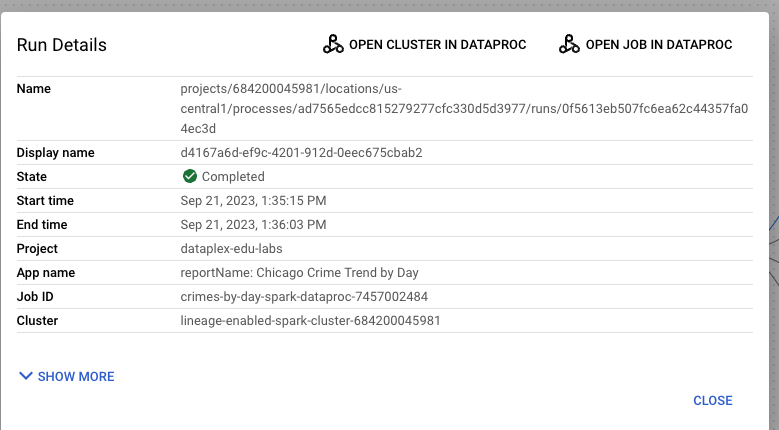 Run Details
OPEN CLUSTER IN DATAPROC
OPEN JOB IN DATAPROC
Name
projects/684200045981/locations/us-
central1/processes/ad7565edcc815279277cfc330d5d3977/runs/0f5613eb507fc6ea62c44357fa0
4ec3d
Display name d4167a6d-ef9c-4201-912d-0eec675cbab2
State Completed
Start time Sep 21, 2023, 1:35:15 PM
End time Sep 21, 2023, 1:36:03 PM
Project dataplex-edu-labs
App name reportName: Chicago Crime Trend by Day
Job ID crimes-by-day-spark-dataproc-7457002484
Cluster lineage-enabled-spark-cluster-684200045981
SHOW MORE
CLOSE